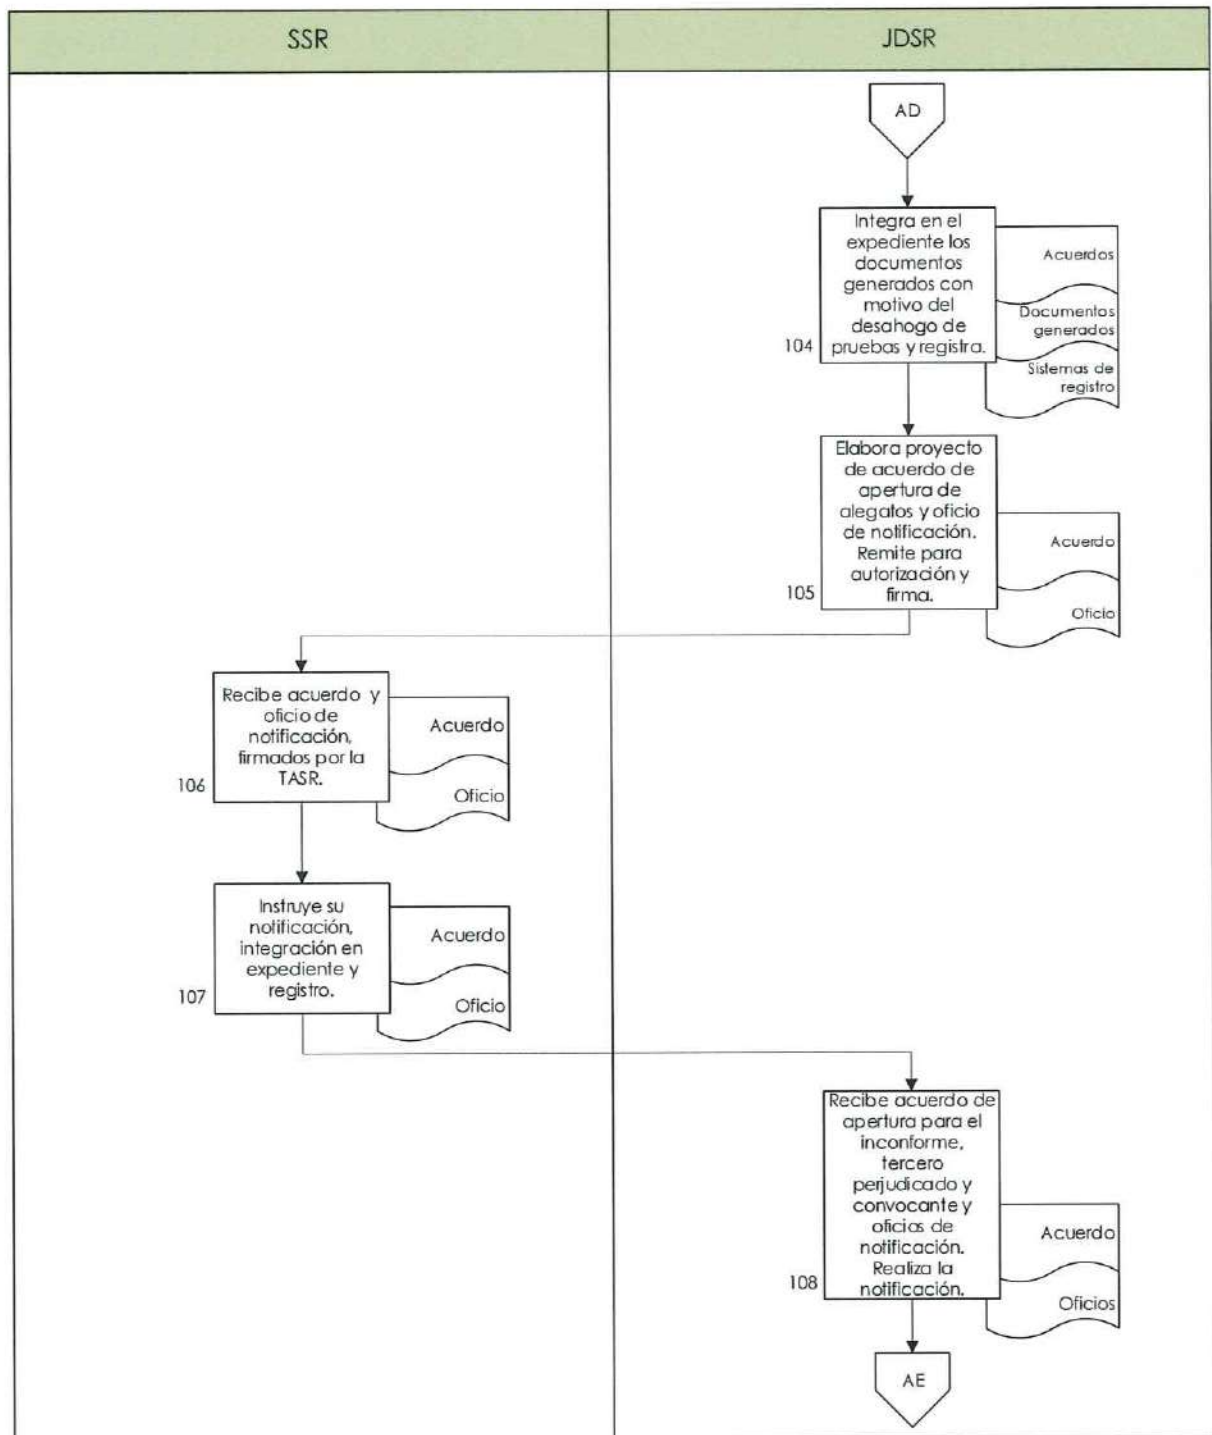 SSR
JDSR
AD
Integra en el
expediente los
documentos
generados con
motivo del
desahogo de
pruebas y registra.
104
Acuerdos
Documentos
generados
Sistemas de
registro
Elabora proyecto
de acuerdo de
apertura de
alegatos y oficio
de notificación.
Remite para
autorización y
firma.
105
Acuerdo
Oficio
Recibe acuerdo y
oficio de
notificación,
firmados por la
TASR.
106
Acuerdo
Oficio
Instruye su
notificación,
integración en
expediente y
registro.
107
Acuerdo
Oficio
Recibe acuerdo de
apertura para el
inconforme,
tercero
perjudicado y
convocante y
oficios de
notificación.
Realiza la
notificación.
108
Acuerdo
Oficios
AE